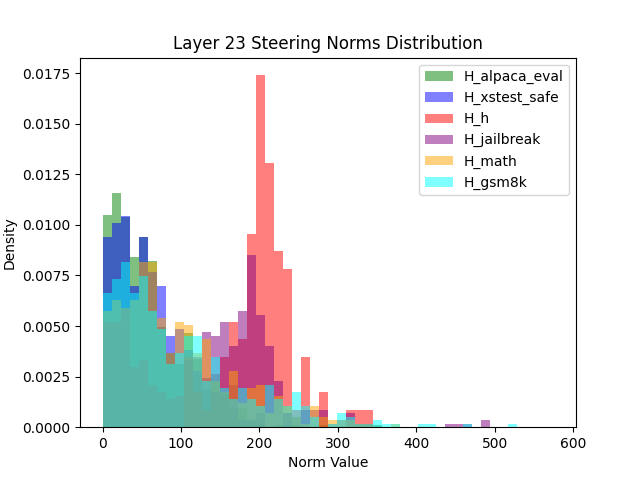 Layer 23 Steering Norms Distribution
Density
0.0175
0.0150
0.0125
0.0100
0.0075
0.0050
0.0025
0.0000
H_alpaca_eval
H_xstest_safe
H_h
H_jailbreak
H_math
H_gsm8k
0 100 200 300 400 500 600
Norm Value